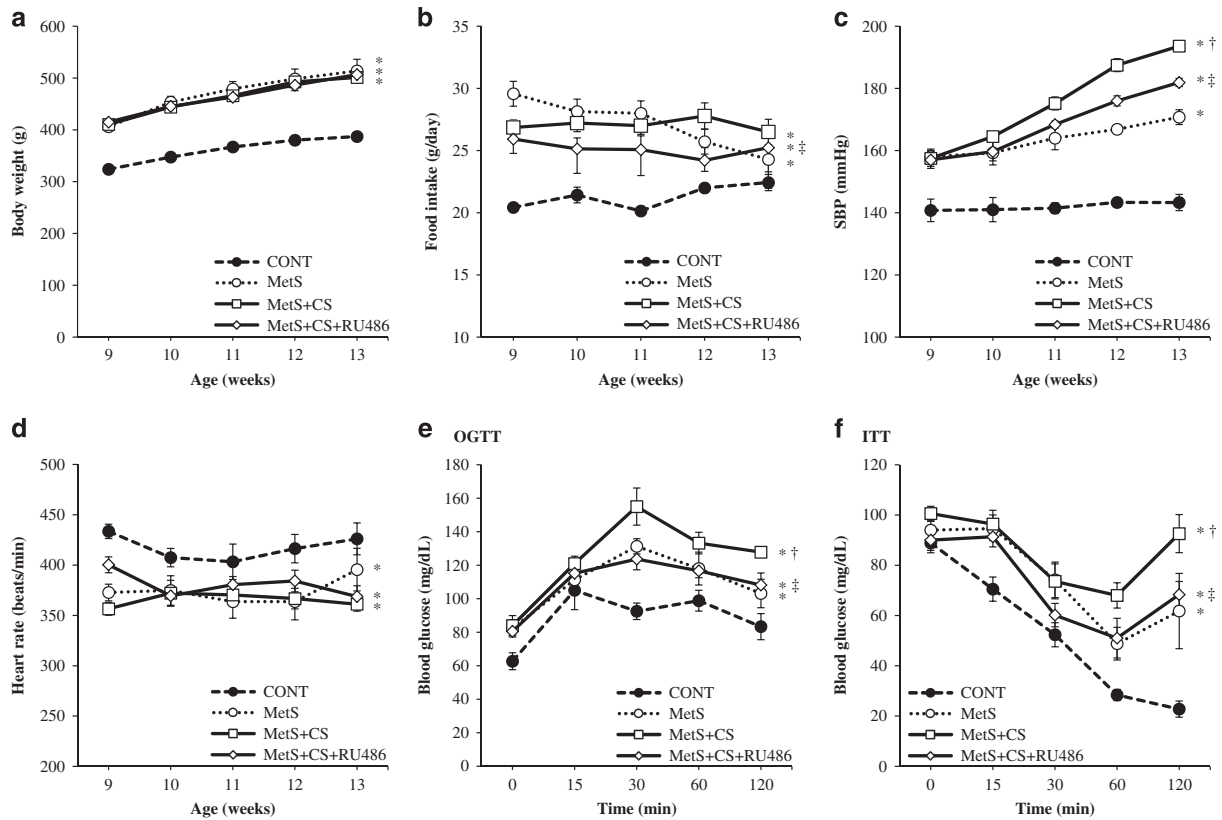 a
Body weight (g)
600
500
400
300
200
100
0
9 10 11 12 13
Age (weeks)
CONT
MetS
MetS+CS
MetS+CS+RU486
*
*
*
b
Food intake (g/day)
35
30
25
20
15
10
9 10 11 12 13
Age (weeks)
CONT
MetS
MetS+CS
MetS+CS+RU486
*
* ‡
*
c
SBP (mmHg)
200
180
160
140
120
100
9 10 11 12 13
Age (weeks)
CONT
MetS
MetS+CS
MetS+CS+RU486
* †
* ‡
*
d
Heart rate (beats/min)
500
450
400
350
300
250
200
9 10 11 12 13
Age (weeks)
CONT
MetS
MetS+CS
MetS+CS+RU486
*
*
*
e OGTT
Blood glucose (mg/dL)
180
160
140
120
100
80
60
40
20
0
0 15 30 60 120
Time (min)
CONT
MetS
MetS+CS
MetS+CS+RU486
* †
* ‡
*
f ITT
Blood glucose (mg/dL)
120
100
80
60
40
20
0
0 15 30 60 120
Time (min)
CONT
MetS
MetS+CS
MetS+CS+RU486
* †
* ‡
*